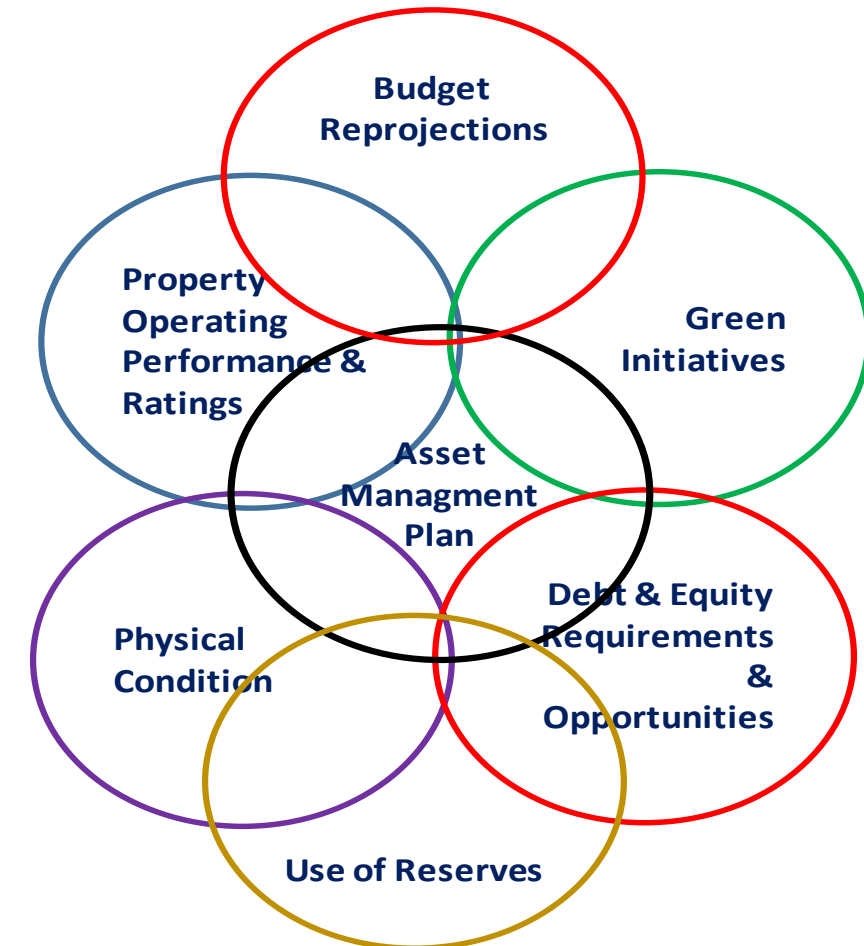 Budget
Reprojections
Property
Operating
Performance &
Ratings
Green
Initiatives
Asset
Managment
Plan
Physical
Condition
Debt & Equity
Requirements
&
Opportunities
Use of Reserves